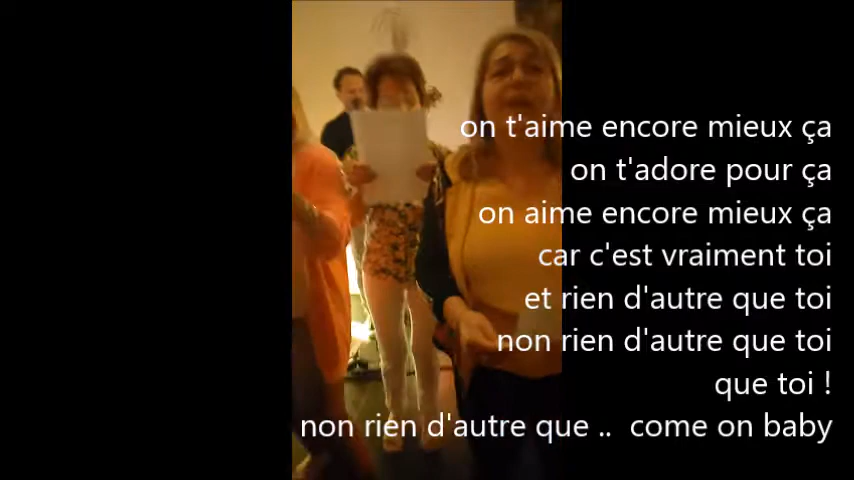 on t'aime encore mieux ça
on t'adore pour ça
on aime encore mieux ça
car c'est vraiment toi
et rien d'autre que toi
non rien d'autre que toi
que toi !
non rien d'autre que ..  come on baby